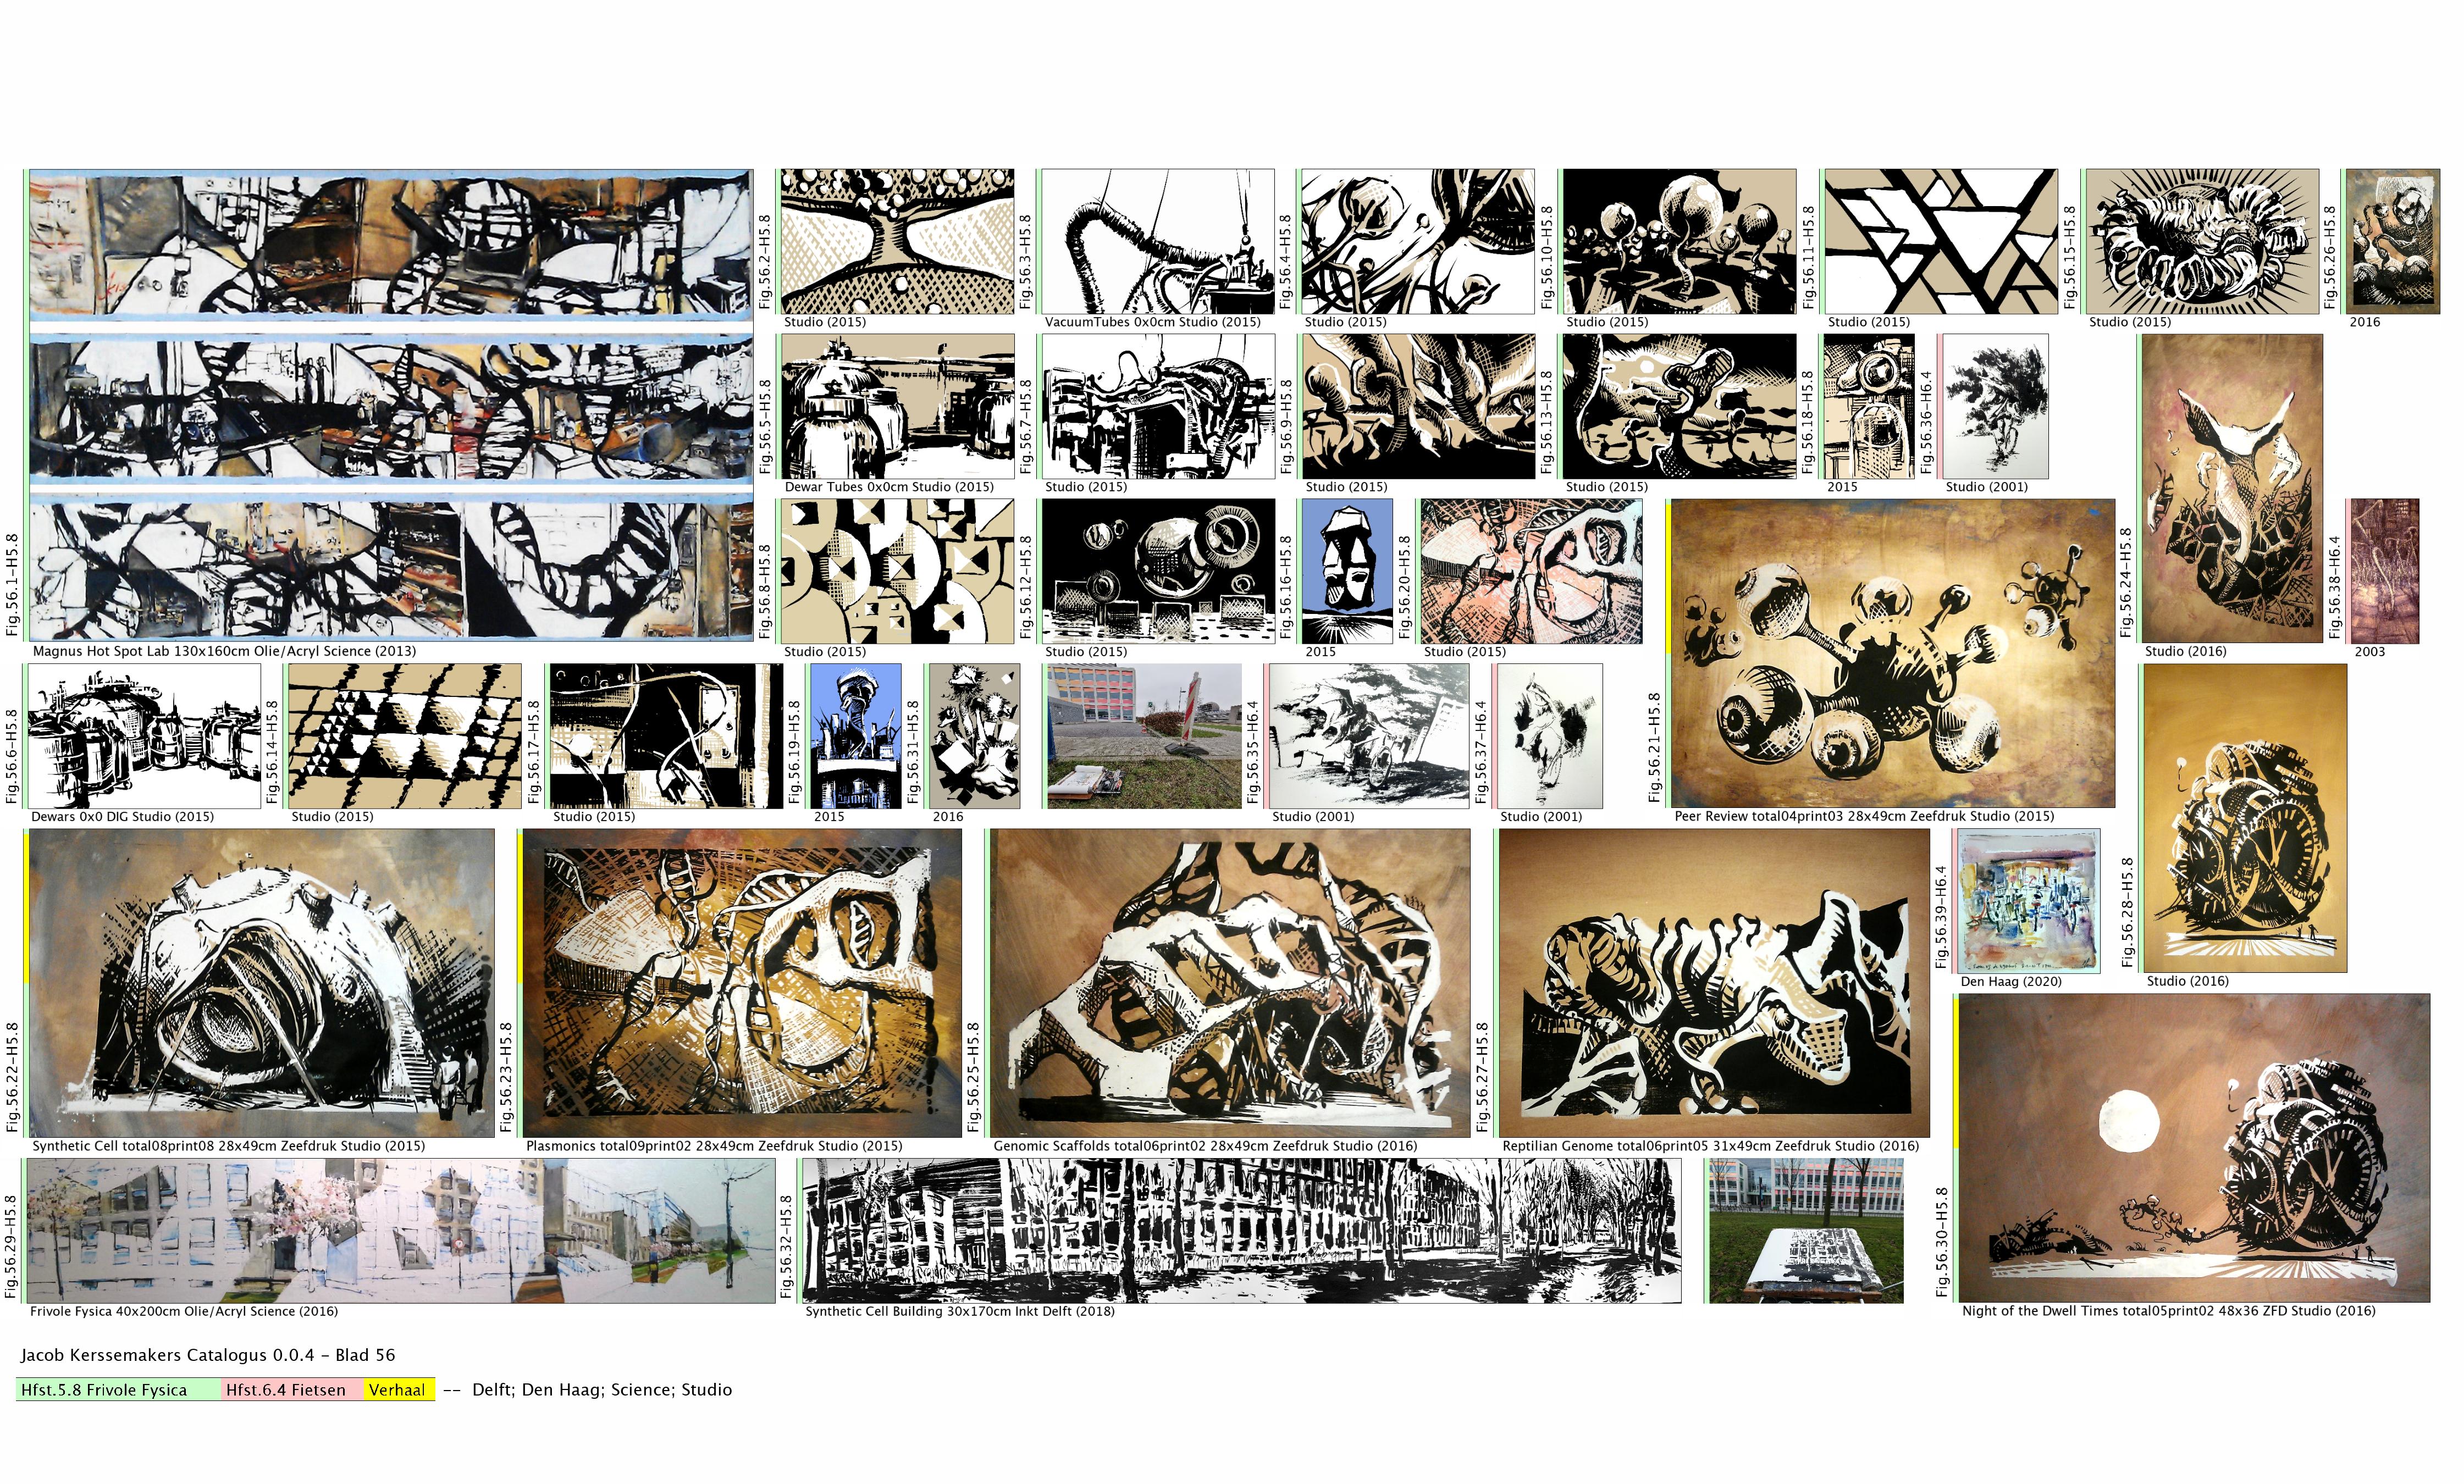 Fig.56.1-H5.8
Magnus Hot Spot Lab 130x160cm Olie/Acryl Science (2013)
Fig.56.2-H5.8
Studio (2015)
Fig.56.3-H5.8
VacuumTubes 0x0cm Studio (2015)
Fig.56.4-H5.8
Studio (2015)
Fig.56.10-H5.8
Studio (2015)
Fig.56.11-H5.8
Studio (2015)
Fig.56.15-H5.8
Studio (2015)
Fig.56.26-H5.8
2016
Fig.56.5-H5.8
Dewar Tubes 0x0cm Studio (2015)
Fig.56.7-H5.8
Studio (2015)
Fig.56.9-H5.8
Studio (2015)
Fig.56.13-H5.8
Studio (2015)
Fig.56.18-H5.8
2015
Fig.56.36-H6.4
Studio (2001)
Fig.56.24-H5.8
Studio (2016)
Fig.56.8-H5.8
Studio (2015)
Fig.56.12-H5.8
Studio (2015)
Fig.56.16-H5.8
2015
Fig.56.20-H5.8
Studio (2015)
Fig.56.21-H5.8
Peer Review total04print03 28x49cm Zeefdruk Studio (2015)
Fig.56.38-H6.4
2003
Fig.56.6-H5.8
Dewars 0x0 DIG Studio (2015)
Fig.56.14-H5.8
Studio (2015)
Fig.56.17-H5.8
Studio (2015)
Fig.56.19-H5.8
2015
Fig.56.31-H5.8
2016
Fig.56.35-H6.4
Studio (2001)
Fig.56.37-H6.4
Studio (2001)
Fig.56.28-H5.8
Studio (2016)
Fig.56.22-H5.8
Synthetic Cell total08print08 28x49cm Zeefdruk Studio (2015)
Fig.56.23-H5.8
Plasmonics total09print02 28x49cm Zeefdruk Studio (2015)
Fig.56.25-H5.8
Genomic Scaffolds total06print02 28x49cm Zeefdruk Studio (2016)
Fig.56.27-H5.8
Reptilian Genome total06print05 31x49cm Zeefdruk Studio (2016)
Fig.56.39-H6.4
Den Haag (2020)
Fig.56.29-H5.8
Frivole Fysica 40x200cm Olie/Acryl Science (2016)
Fig.56.32-H5.8
Synthetic Cell Building 30x170cm Inkt Delft (2018)
Fig.56.30-H5.8
Night of the Dwell Times total05print02 48x36 ZFD Studio (2016)
Jacob Kerssemakers Catalogus 0.0.4 - Blad 56
Hfst.5.8 Frivole Fysica Hfst.6.4 Fietsen Verhaal -- Delft; Den Haag; Science; Studio